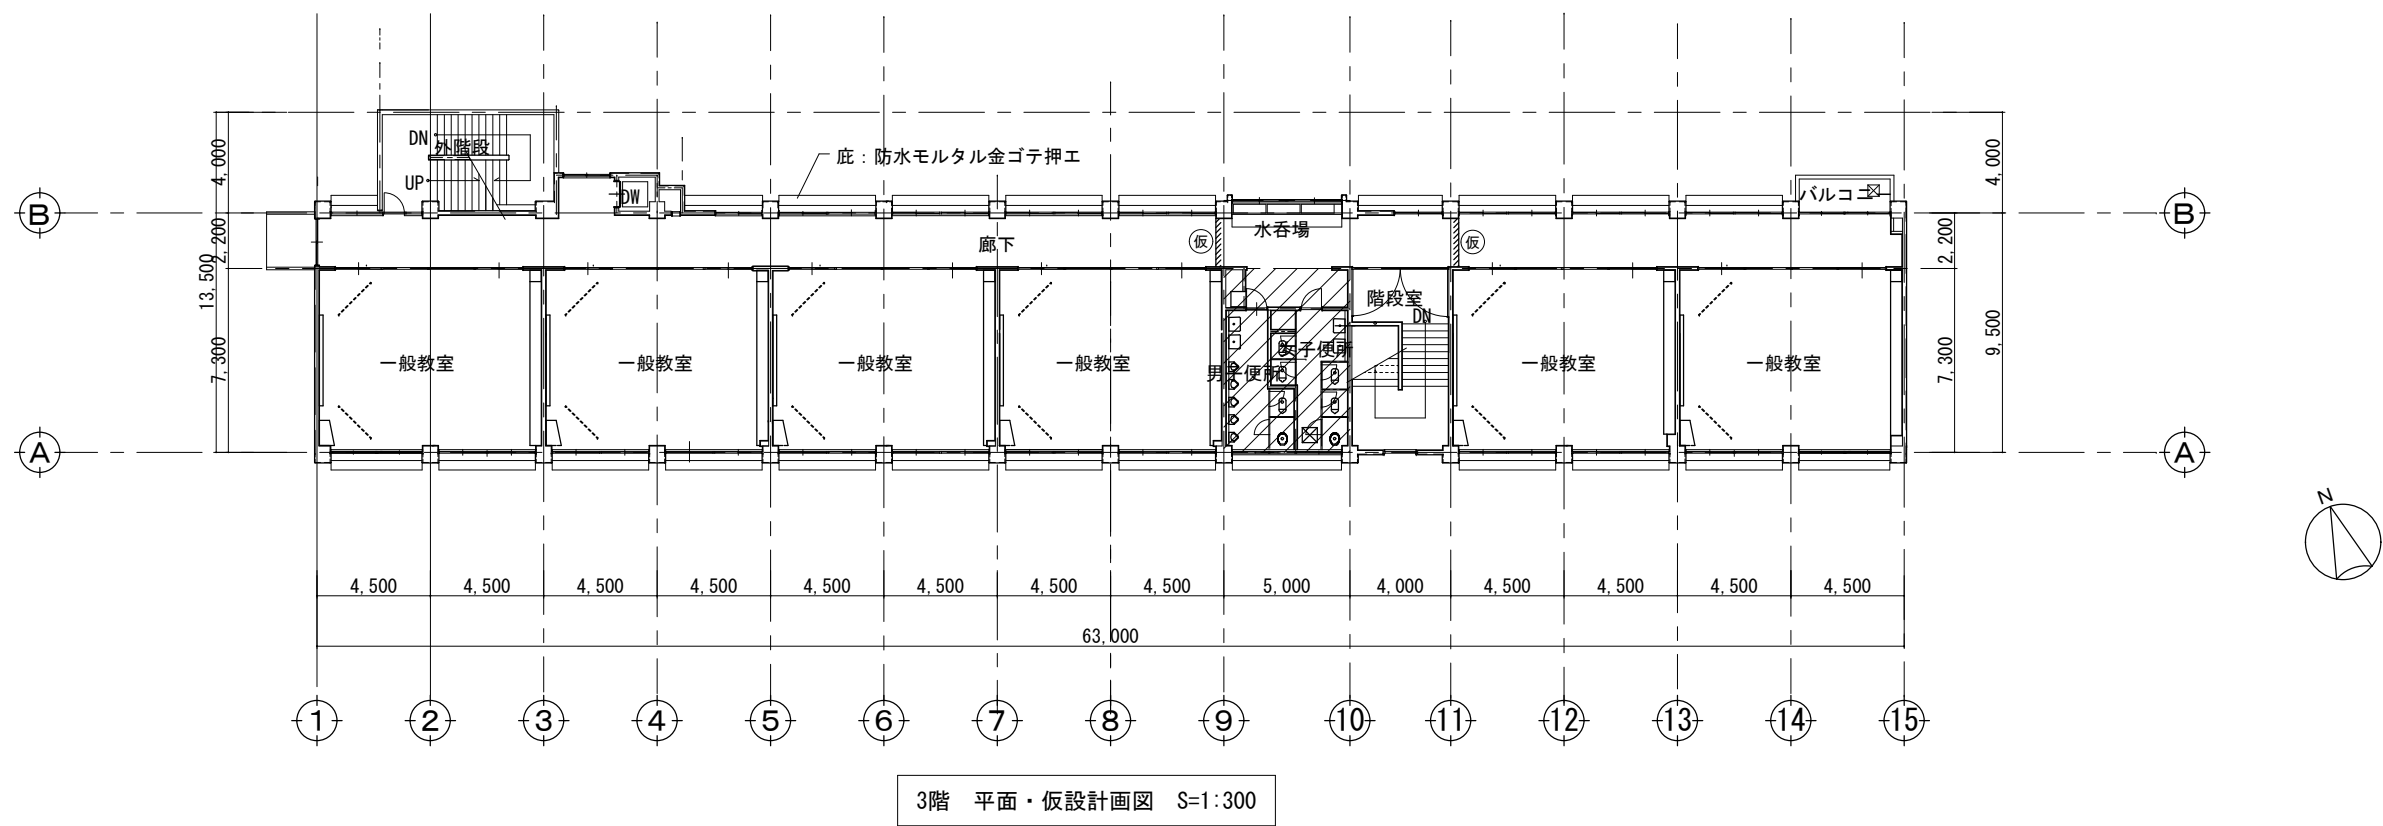 DN
外階段
UP
DW
庇：防水モルタル金ゴテ押エ
バルコニ
4,000
4,000
B
B
水呑場
廊下
仮
仮
2,200
13,500
2,200
9,500
階段室
DN
女子便所
男子便所
一般教室
一般教室
一般教室
一般教室
一般教室
一般教室
7,300
7,300
A
A
N
4,500 4,500 4,500 4,500 4,500 4,500 4,500 4,500 5,000 4,000 4,500 4,500 4,500 4,500
63,000
1 2 3 4 5 6 7 8 9 10 11 12 13 14 15
3階　平面・仮設計画図　S=1:300